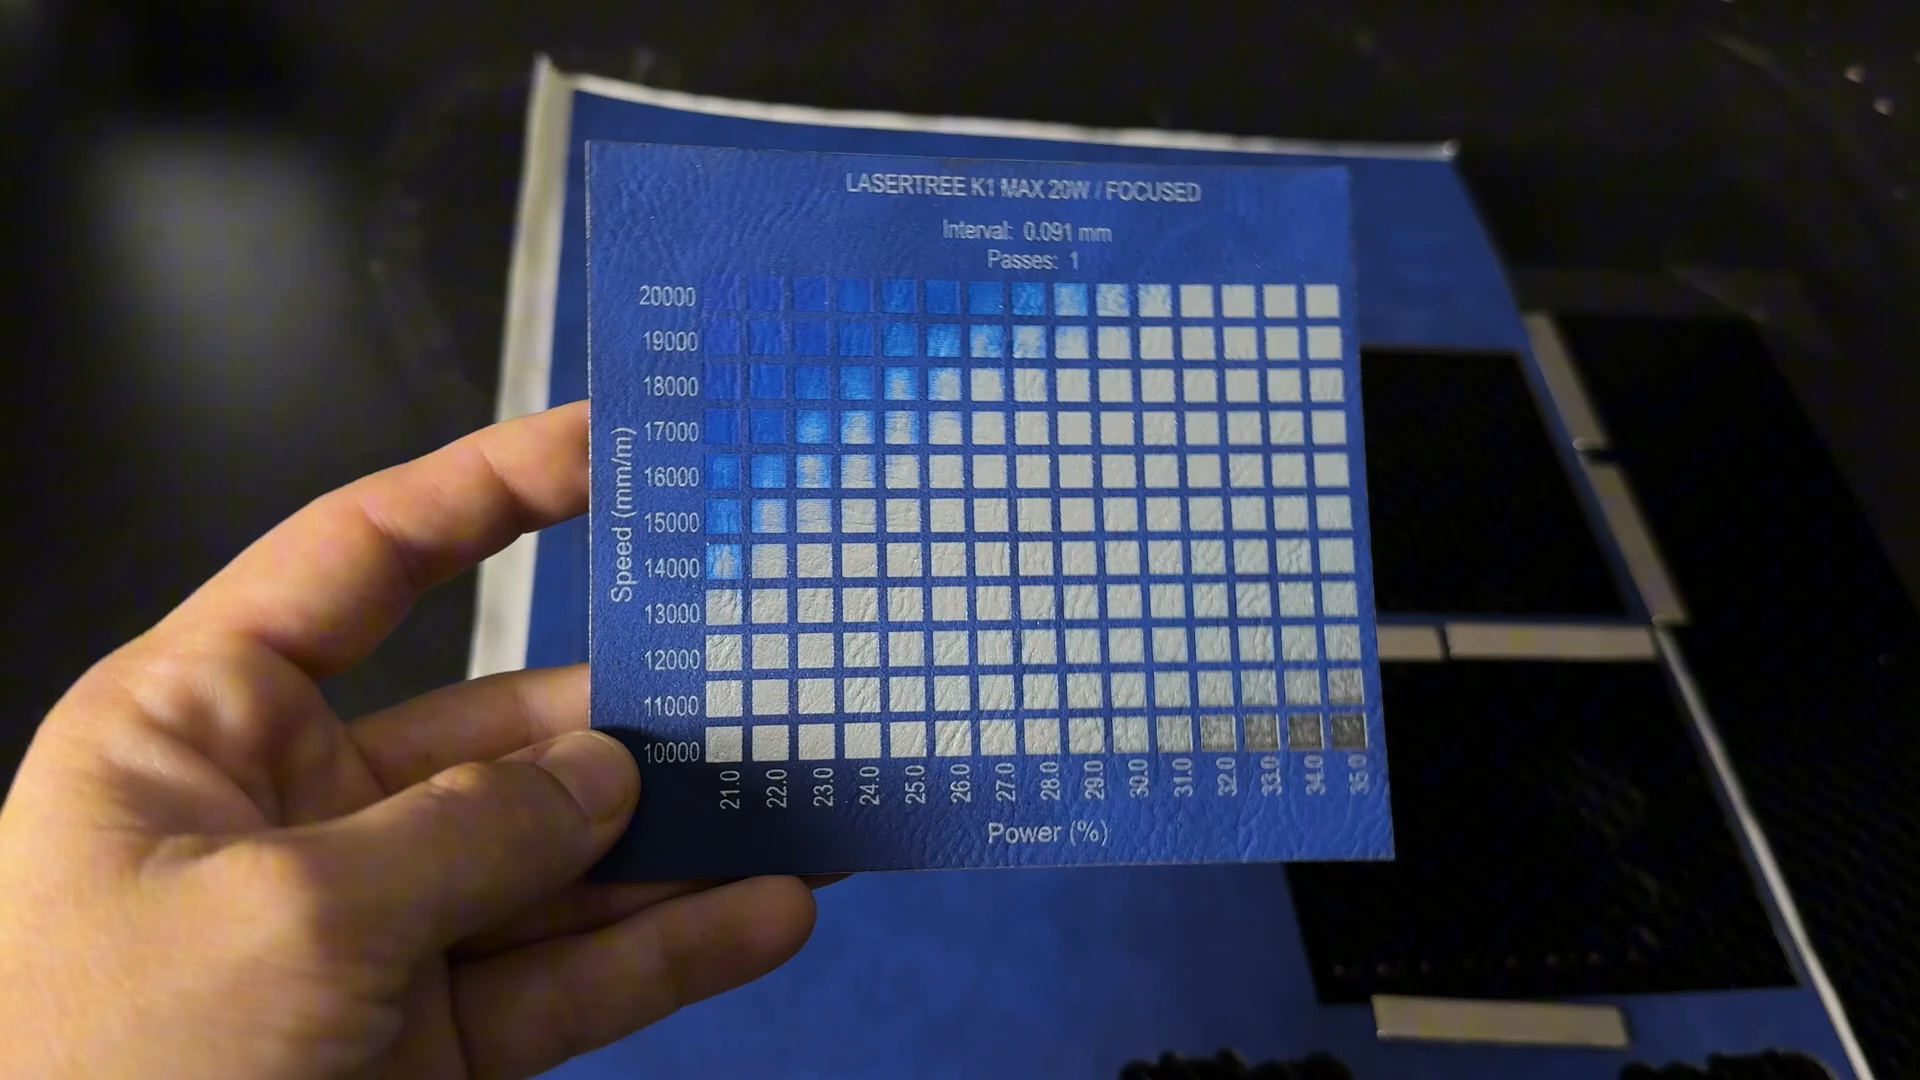 LASERTREE K1 MAX 20W / FOCUSED
Interval: 0.091 mm
Passes: 1
20000
19000
18000
17000
16000
15000
14000
13000
12000
11000
10000
Speed (mm/m)
21.0 22.0 23.0 24.0 25.0 26.0 27.0 28.0 29.0 30.0 31.0 32.0 33.0 34.0 35.0
Power (%)